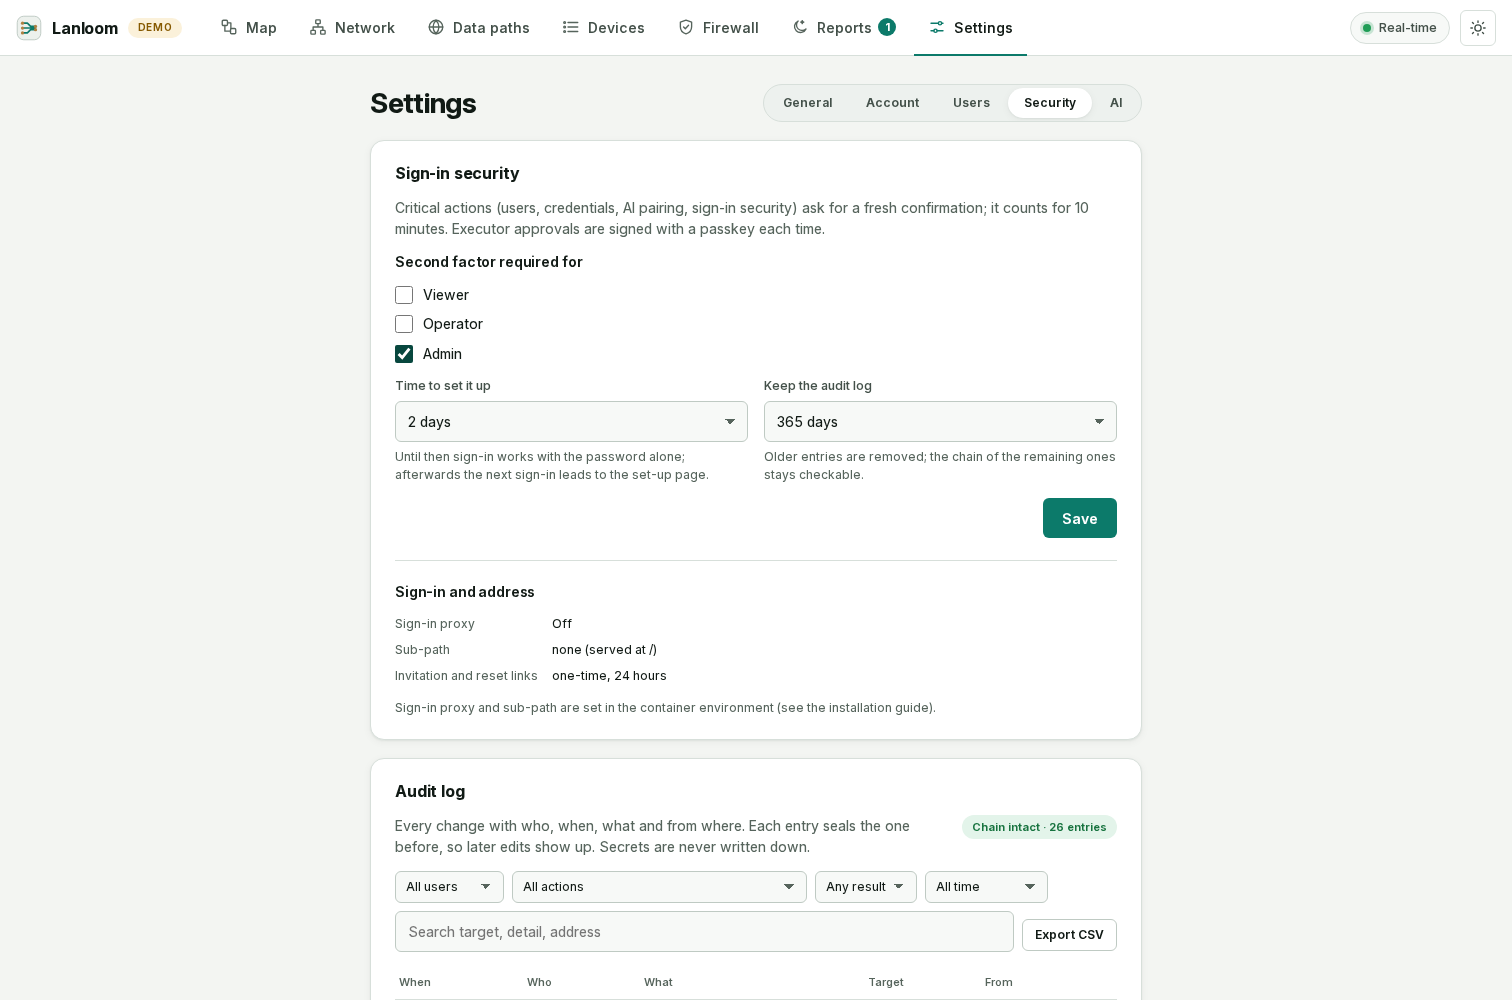 Lanloom DEMO Map Network Data paths Devices Firewall Reports 1 Settings Real-time
Settings
General Account Users Security AI
Sign-in security
Critical actions (users, credentials, AI pairing, sign-in security) ask for a fresh confirmation; it counts for 10
minutes. Executor approvals are signed with a passkey each time.
Second factor required for
Viewer
Operator
Admin
Time to set it up Keep the audit log
2 days 365 days
Until then sign-in works with the password alone; Older entries are removed; the chain of the remaining ones
afterwards the next sign-in leads to the set-up page. stays checkable.
Save
Sign-in and address
Sign-in proxy Off
Sub-path none (served at /)
Invitation and reset links one-time, 24 hours
Sign-in proxy and sub-path are set in the container environment (see the installation guide).
Audit log
Every change with who, when, what and from where. Each entry seals the one Chain intact · 26 entries
before, so later edits show up. Secrets are never written down.
All users All actions Any result All time
Search target, detail, address Export CSV
When Who What Target From